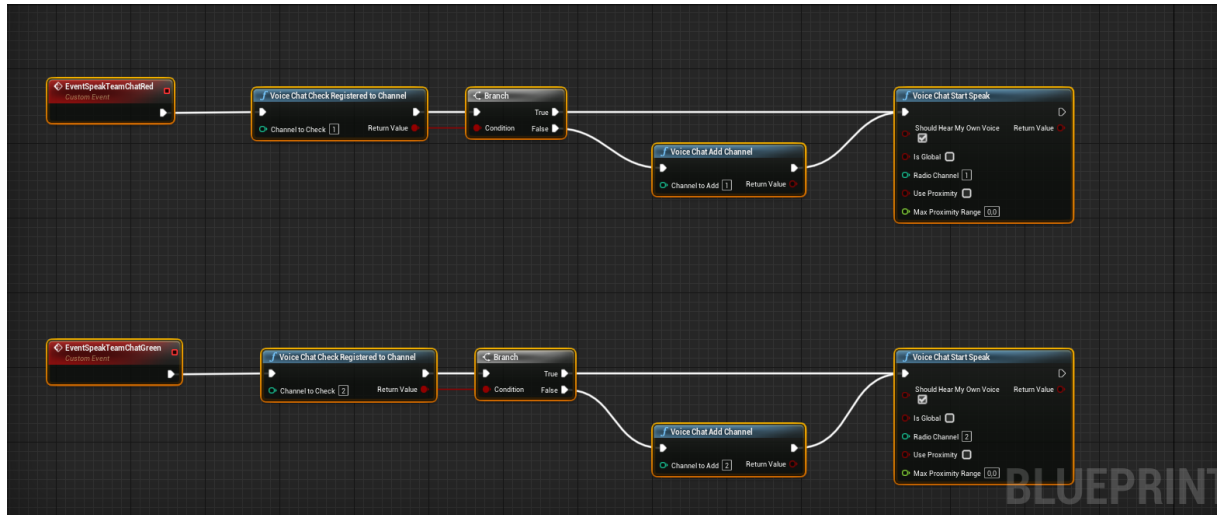 EventSpeakTeamChatRed
Custom Event
Voice Chat Check Registered to Channel
Channel to Check 1 Return Value
Branch
True
Condition False
Voice Chat Add Channel
Channel to Add 1 Return Value
Voice Chat Start Speak
Should Hear My Own Voice Return Value
Is Global
Radio Channel 1
Use Proximity
Max Proximity Range 0,0
EventSpeakTeamChatGreen
Custom Event
Voice Chat Check Registered to Channel
Channel to Check 2 Return Value
Branch
True
Condition False
Voice Chat Add Channel
Channel to Add 2 Return Value
Voice Chat Start Speak
Should Hear My Own Voice Return Value
Is Global
Radio Channel 2
Use Proximity
Max Proximity Range 0,0
BLUEPRINT